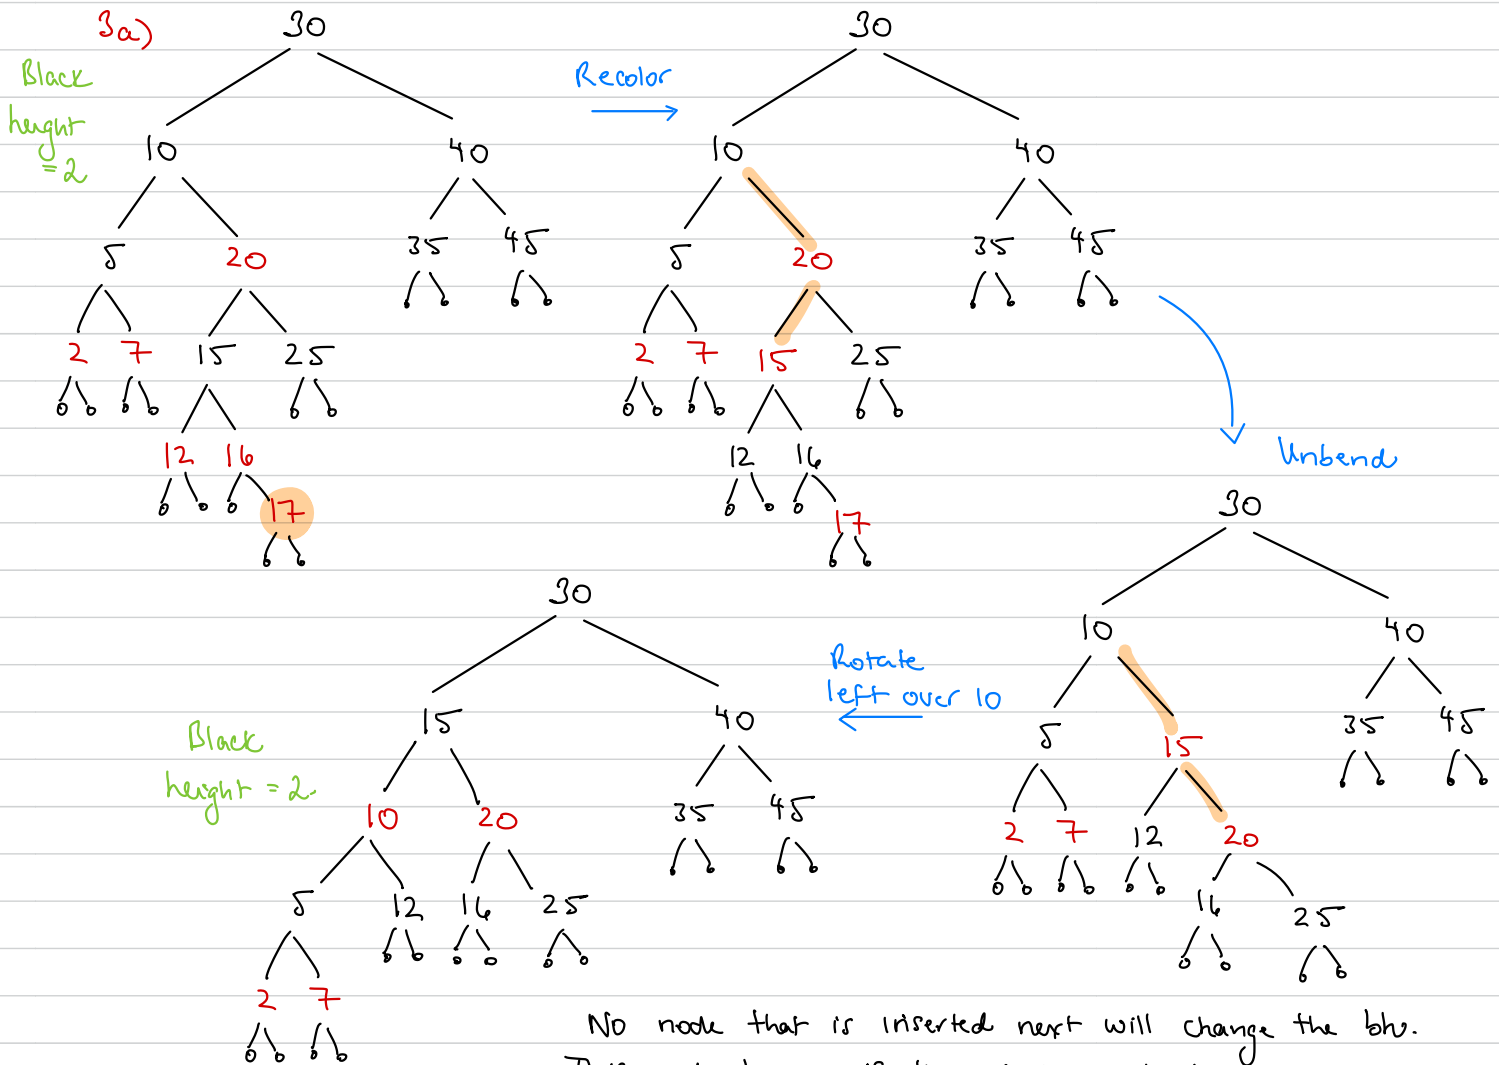 3a)
Black
height
= 2
30
10 40
5 20 35 45
2 7 15 25
12 16
17
Recolor
30
10 40
5 20 35 45
2 7 15 25
12 16
17
Unbend
30
10 40
5 15 35 45
2 7 12 20
16 25
Rotate
left over 10
Black
height = 2.
30
15 40
10 20 35 45
5 12 16 25
2 7
No node that is inserted next will change the bh.